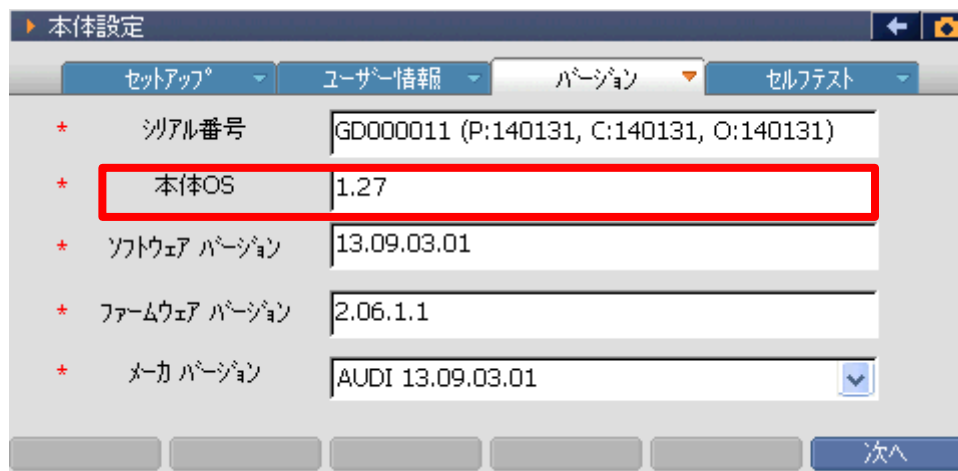 本体設定
ｾｯﾄｱｯﾌﾟ ﾕｰｻﾞｰ情報 ﾊﾞｰｼﾞｮﾝ ｾﾙﾌﾃｽﾄ
* ｼﾘｱﾙ番号 GD000011 (P:140131, C:140131, O:140131)
* 本体OS 1.27
* ｿﾌﾄｳｪｱ ﾊﾞｰｼﾞｮﾝ 13.09.03.01
* ﾌｧｰﾑｳｪｱ ﾊﾞｰｼﾞｮﾝ 2.06.1.1
* ﾒｰｶ ﾊﾞｰｼﾞｮﾝ AUDI 13.09.03.01
次へ